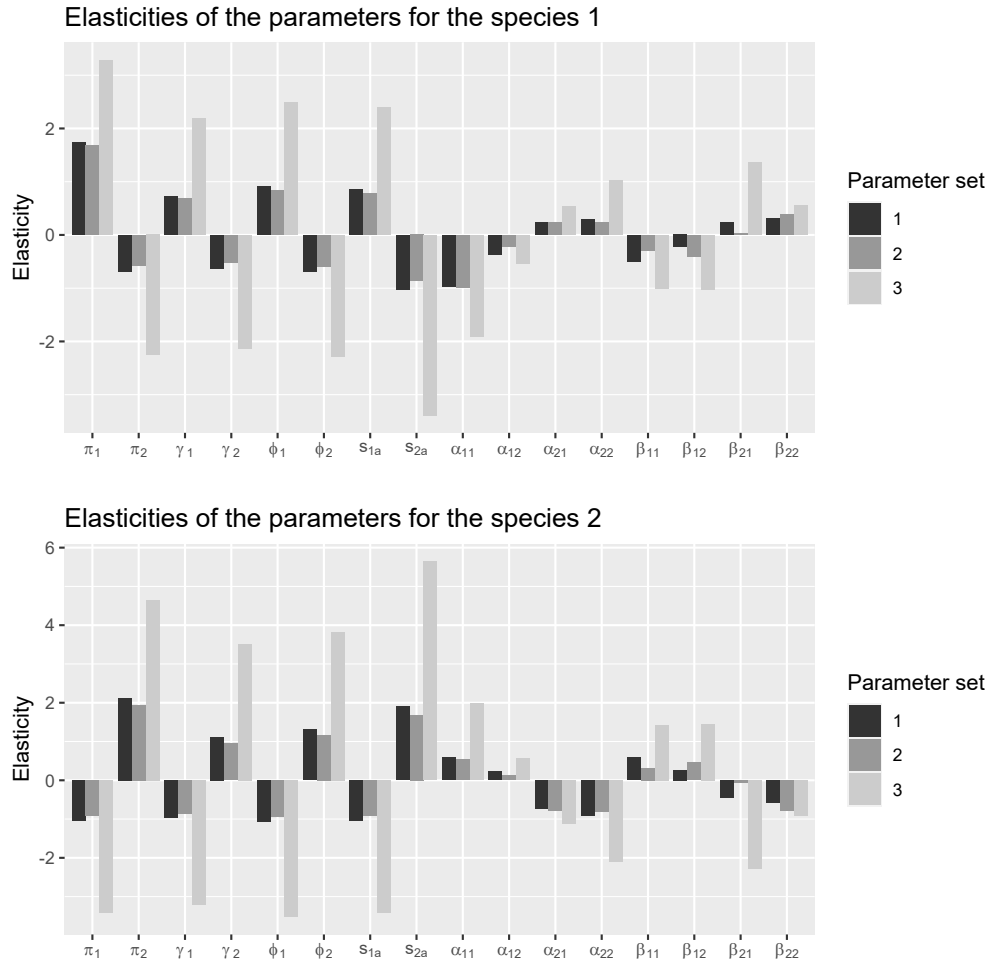 Elasticities of the parameters for the species 1
Elasticity
2
0
-2
π₁ π₂ γ₁ γ₂ ϕ₁ ϕ₂ s₁ₐ s₂ₐ α₁₁ α₁₂ α₂₁ α₂₂ β₁₁ β₁₂ β₂₁ β₂₂
Parameter set
1
2
3
Elasticities of the parameters for the species 2
Elasticity
6
4
2
0
-2
π₁ π₂ γ₁ γ₂ ϕ₁ ϕ₂ s₁ₐ s₂ₐ α₁₁ α₁₂ α₂₁ α₂₂ β₁₁ β₁₂ β₂₁ β₂₂
Parameter set
1
2
3